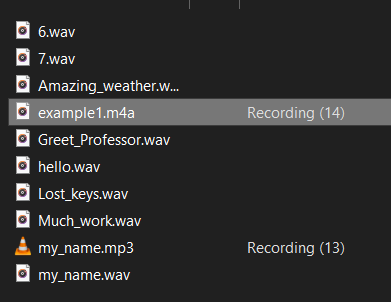 6.wav
7.wav
Amazing_weather.w...
example1.m4a Recording (14)
Greet_Professor.wav
hello.wav
Lost_keys.wav
Much_work.wav
my_name.mp3 Recording (13)
my_name.wav